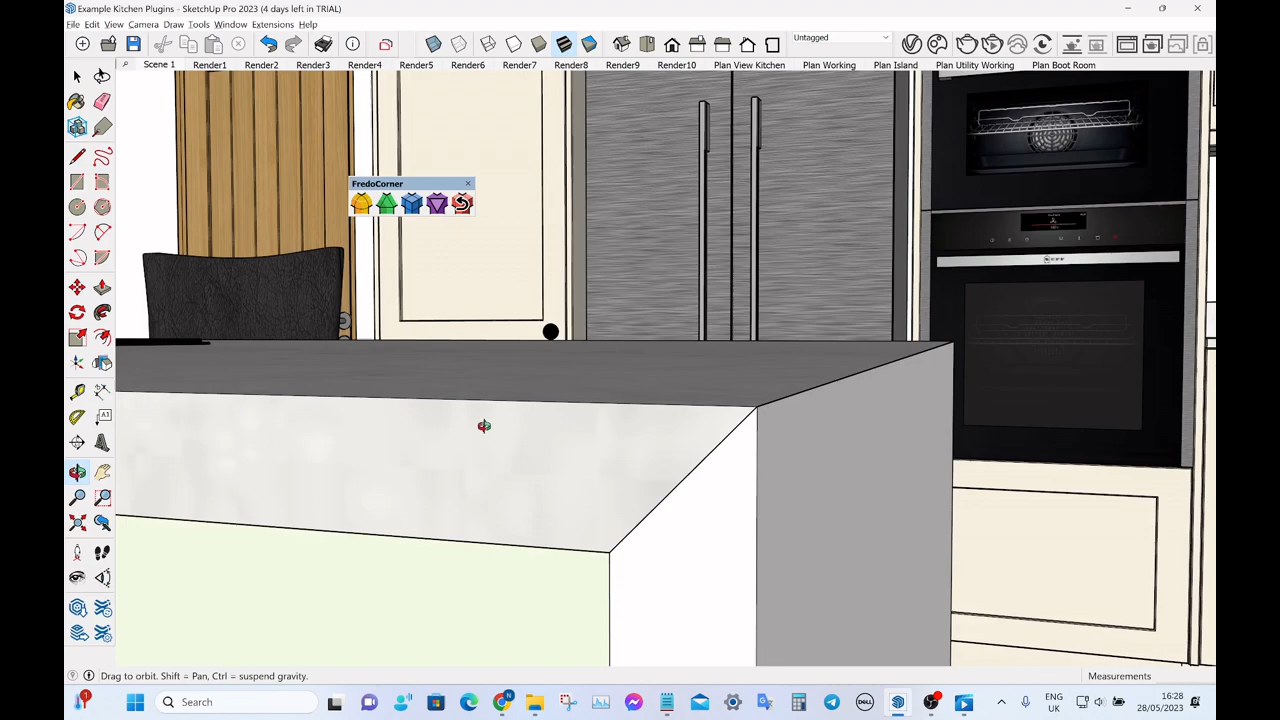 Example Kitchen Plugins - SketchUp Pro 2023 (4 days left in TRIAL)
File Edit View Camera Draw Tools Window Extensions Help
Untagged
Scene 1 Render1 Render2 Render3 Render4 Render5 Render6 Render7 Render8 Render9 Render10 Plan View Kitchen Plan Working Plan Island Plan Utility Working Plan Boot Room
FredoCorner
A1
Drag to orbit. Shift = Pan, Ctrl = suspend gravity.
Measurements
1
Search
N
DELL
ENG
UK
16:28
28/05/2023